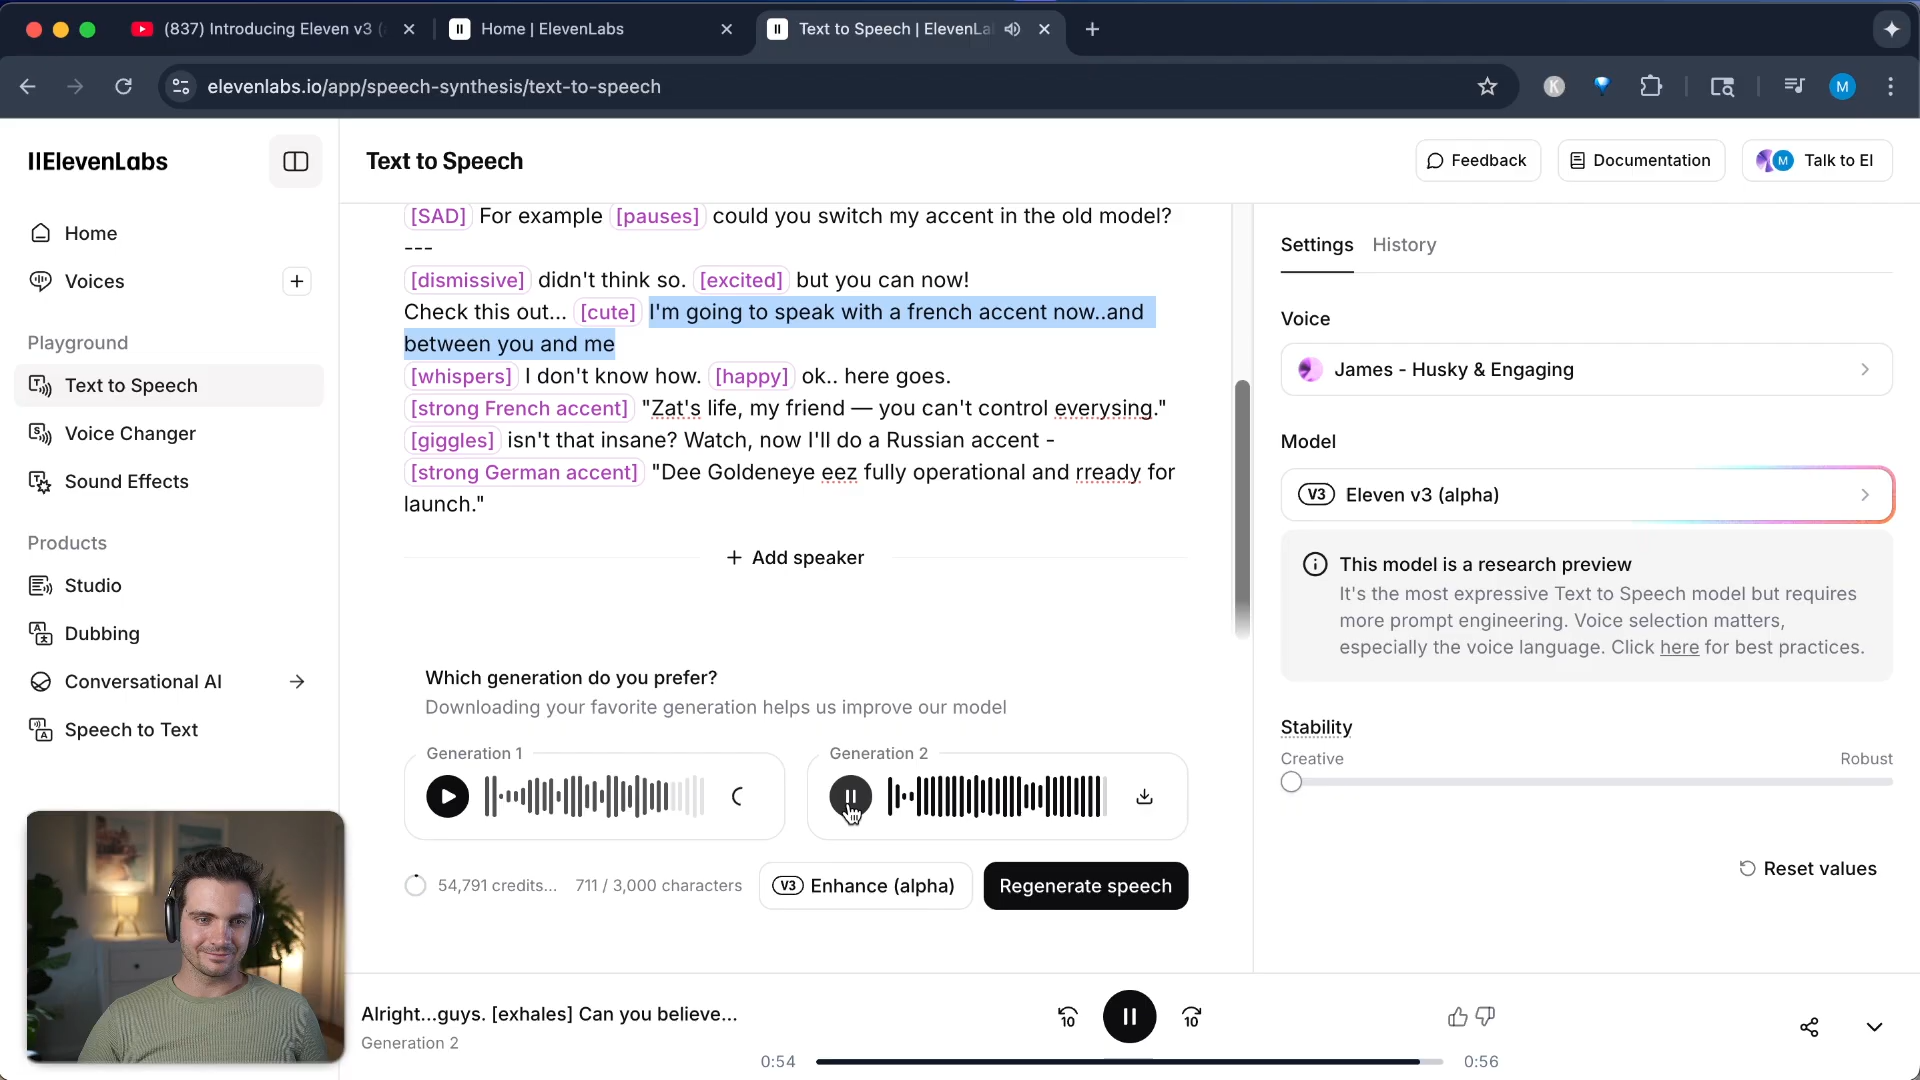 (837) Introducing Eleven v3 (
Home | ElevenLabs
Text to Speech | ElevenLa
elevenlabs.io/app/speech-synthesis/text-to-speech
K
M
IIElevenLabs
Home
Voices
Playground
Text to Speech
Voice Changer
Sound Effects
Products
Studio
Dubbing
Conversational AI
Speech to Text
Text to Speech
Feedback
Documentation
M
Talk to El
[SAD] For example [pauses] could you switch my accent in the old model?
---
[dismissive] didn't think so. [excited] but you can now!
Check this out... [cute] I'm going to speak with a french accent now..and
between you and me
[whispers] I don't know how. [happy] ok.. here goes.
[strong French accent] "Zat's life, my friend — you can't control everysing."
[giggles] isn't that insane? Watch, now I'll do a Russian accent -
[strong German accent] "Dee Goldeneye eez fully operational and rready for
launch."
+ Add speaker
Which generation do you prefer?
Downloading your favorite generation helps us improve our model
Generation 1
Generation 2
54,791 credits...
711 / 3,000 characters
V3 Enhance (alpha)
Regenerate speech
Settings
History
Voice
James - Husky & Engaging
Model
V3 Eleven v3 (alpha)
This model is a research preview
It's the most expressive Text to Speech model but requires
more prompt engineering. Voice selection matters,
especially the voice language. Click here for best practices.
Stability
Creative
Robust
Reset values
Alright...guys. [exhales] Can you believe...
Generation 2
10
10
0:54
0:56